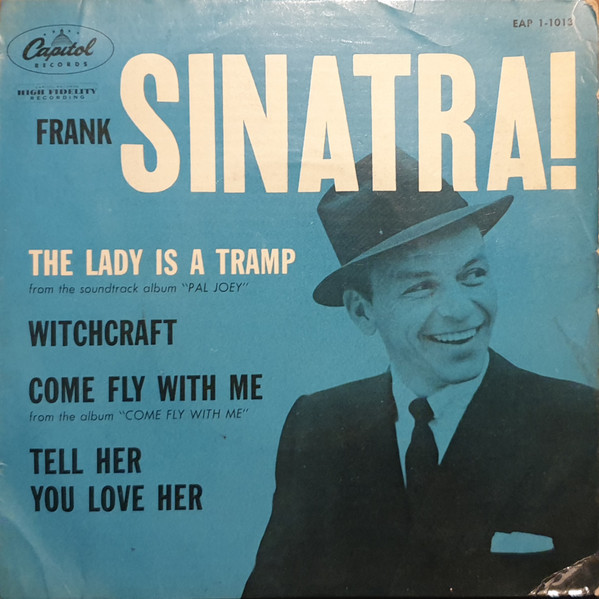 EAP 1-1013
Capitol
RECORDS
HIGH FIDELITY
RECORDING
FRANK
SINATRA!
THE LADY IS A TRAMP
from the soundtrack album "PAL JOEY"
WITCHCRAFT
COME FLY WITH ME
from the album "COME FLY WITH ME"
TELL HER
YOU LOVE HER